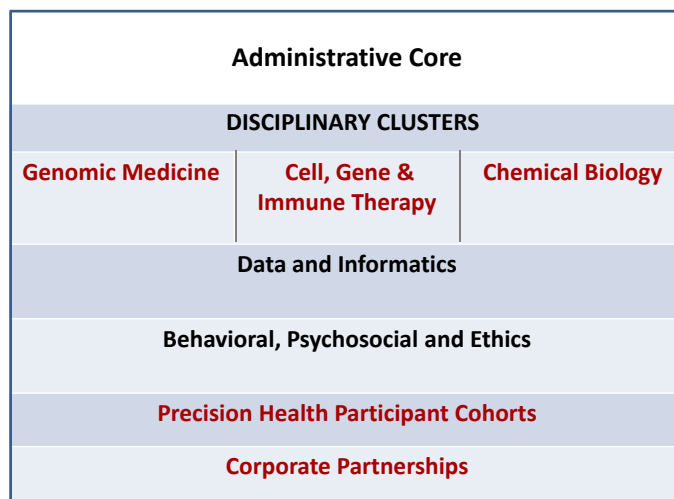 Administrative Core
DISCIPLINARY CLUSTERS
Genomic Medicine
Cell, Gene &
Immune Therapy
Chemical Biology
Data and Informatics
Behavioral, Psychosocial and Ethics
Precision Health Participant Cohorts
Corporate Partnerships